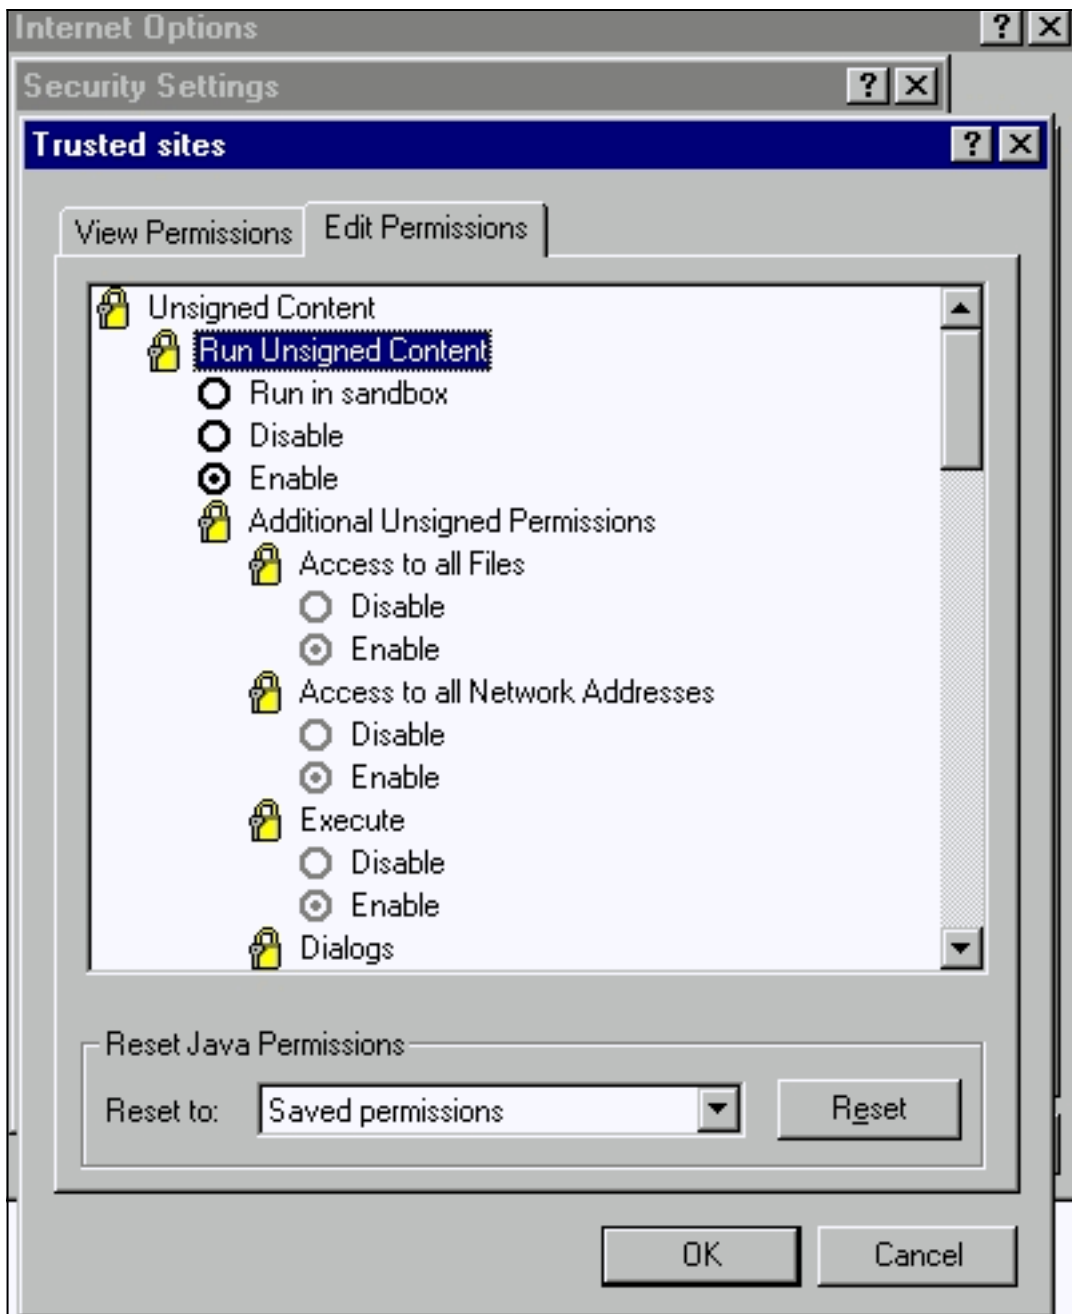 Internet Options
Security Settings
Trusted sites
View Permissions
Edit Permissions
Unsigned Content
Run Unsigned Content
Run in sandbox
Disable
Enable
Additional Unsigned Permissions
Access to all Files
Disable
Enable
Access to all Network Addresses
Disable
Enable
Execute
Disable
Enable
Dialogs
Reset Java Permissions
Reset to: Saved permissions Reset
OK Cancel